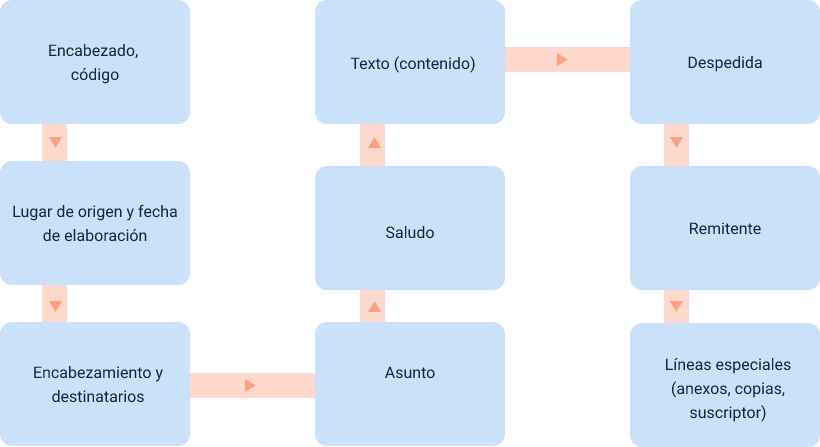 Encabezado,
código
Lugar de origen y fecha
de elaboración
Encabezamiento y
destinatarios
Asunto
Saludo
Texto (contenido)
Despedida
Remitente
Líneas especiales
(anexos, copias,
suscriptor)